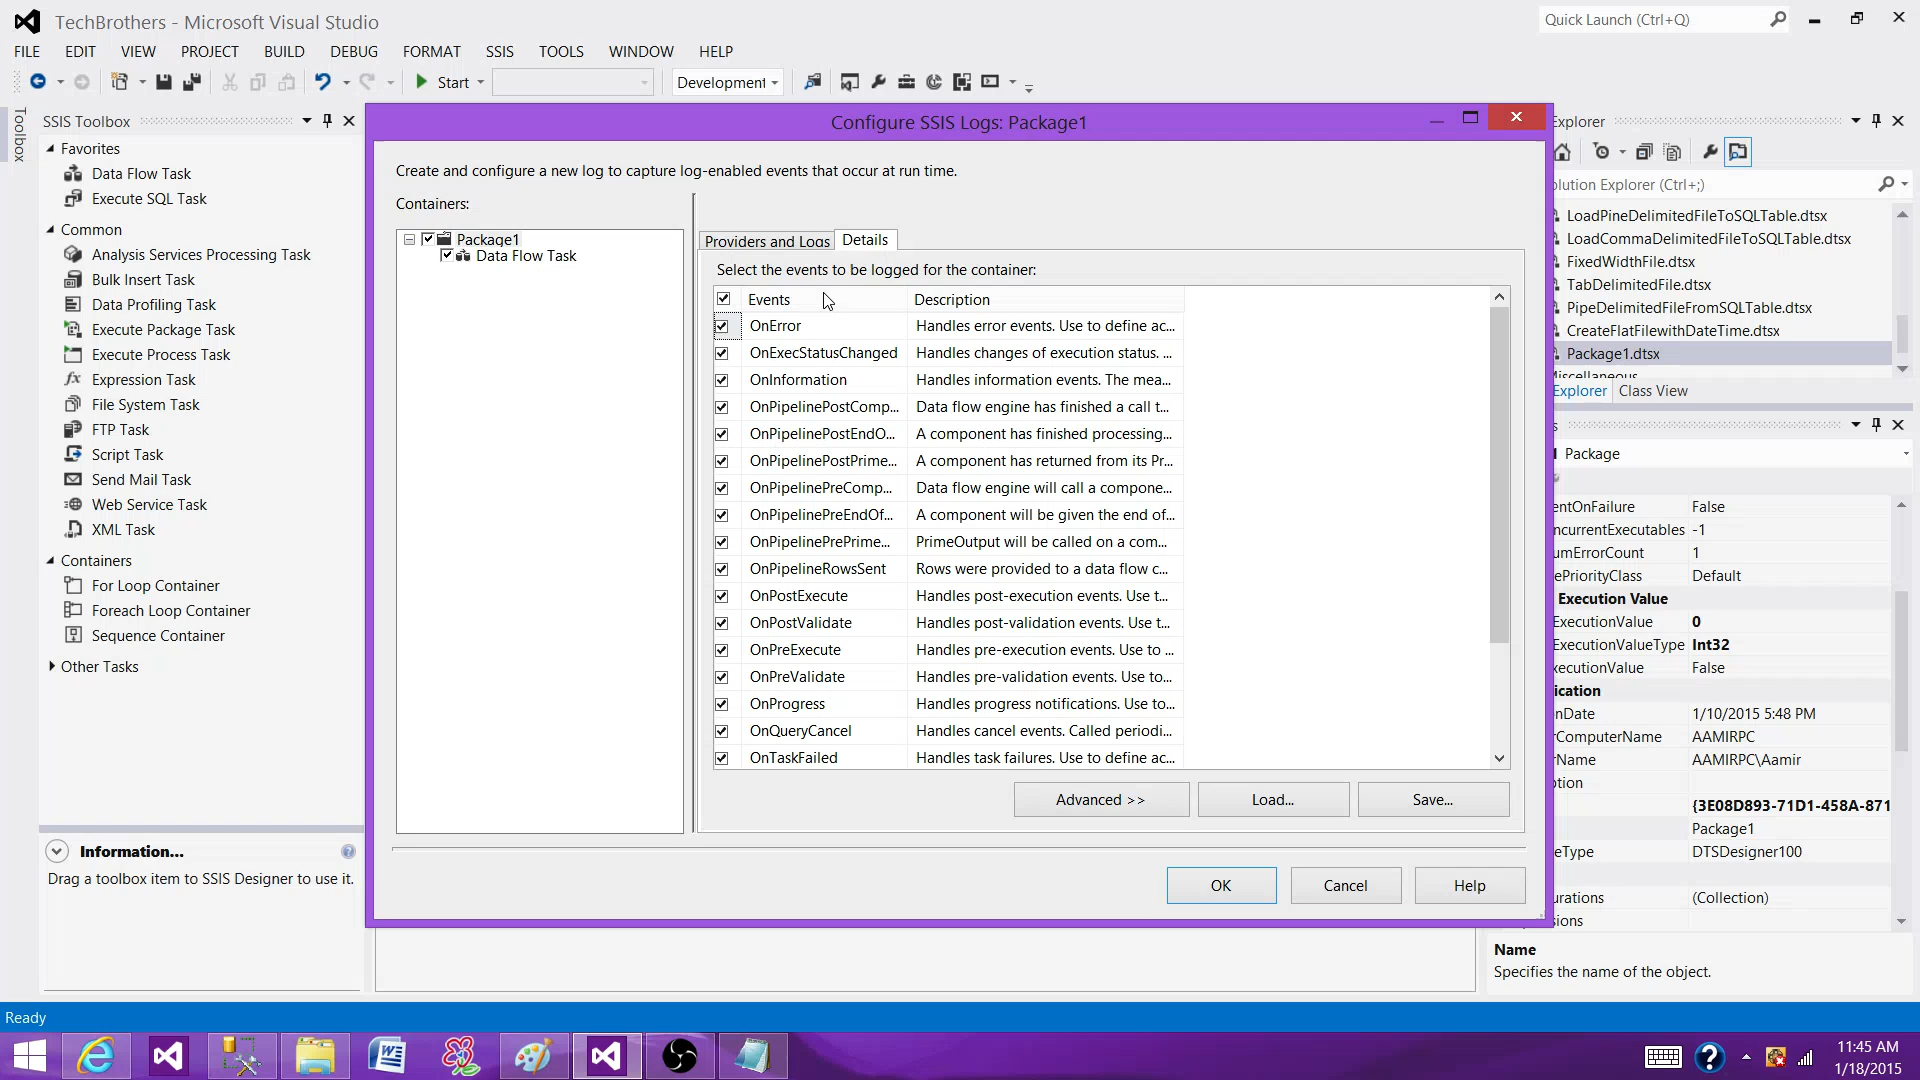 TechBrothers - Microsoft Visual Studio
Quick Launch (Ctrl+Q)
FILE EDIT VIEW PROJECT BUILD DEBUG FORMAT SSIS TOOLS WINDOW HELP
Start
Development
Toolbox
SSIS Toolbox
Favorites
Data Flow Task
Execute SQL Task
Common
Analysis Services Processing Task
Bulk Insert Task
Data Profiling Task
Execute Package Task
Execute Process Task
Expression Task
File System Task
FTP Task
Script Task
Send Mail Task
Web Service Task
XML Task
Containers
For Loop Container
Foreach Loop Container
Sequence Container
Other Tasks
Information...
Drag a toolbox item to SSIS Designer to use it.
Configure SSIS Logs: Package1
Create and configure a new log to capture log-enabled events that occur at run time.
Containers:
Package1
Data Flow Task
Providers and Logs Details
Select the events to be logged for the container:
Events Description
OnError Handles error events. Use to define ac...
OnExecStatusChanged Handles changes of execution status. ...
OnInformation Handles information events. The mea...
OnPipelinePostComp... Data flow engine has finished a call t...
OnPipelinePostEndO... A component has finished processing...
OnPipelinePostPrime... A component has returned from its Pr...
OnPipelinePreComp... Data flow engine will call a compone...
OnPipelinePreEndOf... A component will be given the end of...
OnPipelinePrePrime... PrimeOutput will be called on a com...
OnPipelineRowsSent Rows were provided to a data flow c...
OnPostExecute Handles post-execution events. Use t...
OnPostValidate Handles post-validation events. Use t...
OnPreExecute Handles pre-execution events. Use to ...
OnPreValidate Handles pre-validation events. Use to...
OnProgress Handles progress notifications. Use to...
OnQueryCancel Handles cancel events. Called periodi...
OnTaskFailed Handles task failures. Use to define ac...
Advanced >> Load... Save...
OK Cancel Help
Explorer
olution Explorer (Ctrl+;)
LoadPineDelimitedFileToSQLTable.dtsx
LoadCommaDelimitedFileToSQLTable.dtsx
FixedWidthFile.dtsx
TabDelimitedFile.dtsx
PipeDelimitedFileFromSQLTable.dtsx
CreateFlatFilewithDateTime.dtsx
Package1.dtsx
Miscellaneous
Explorer Class View
s
Package
entOnFailure False
ncurrentExecutables -1
umErrorCount 1
ePriorityClass Default
Execution Value
ExecutionValue 0
ExecutionValueType Int32
xecutionValue False
ication
nDate 1/10/2015 5:48 PM
rComputerName AAMIRPC
rName AAMIRPC\Aamir
ption
{3E08D893-71D1-458A-871
Package1
eType DTSDesigner100
urations (Collection)
sions
Name
Specifies the name of the object.
Ready
11:45 AM
1/18/2015